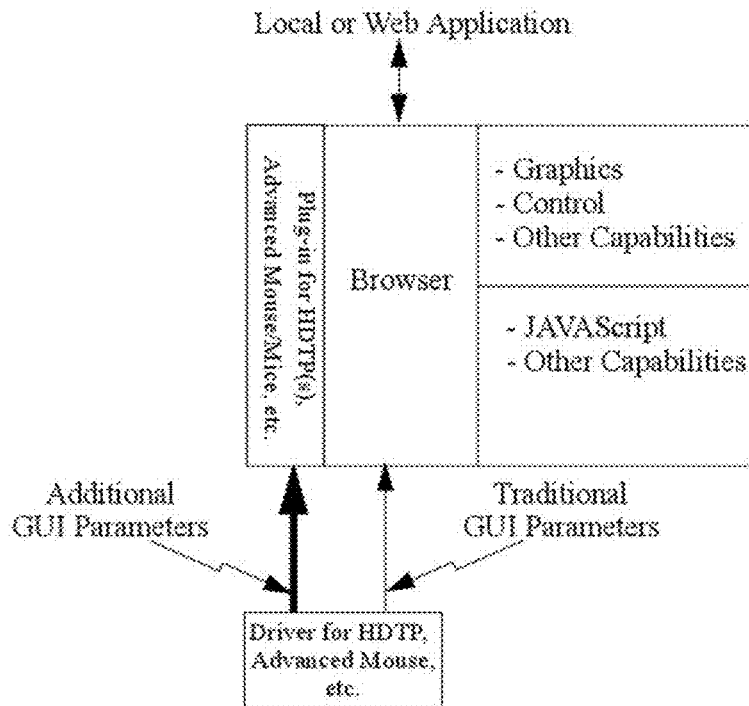 Local or Web Application
Plug-in for HDTP(s),
Advanced Mouse/Mice, etc.
Browser
- Graphics
- Control
- Other Capabilities
- JAVAScript
- Other Capabilities
Additional
GUI Parameters
Traditional
GUI Parameters
Driver for HDTP,
Advanced Mouse,
etc.